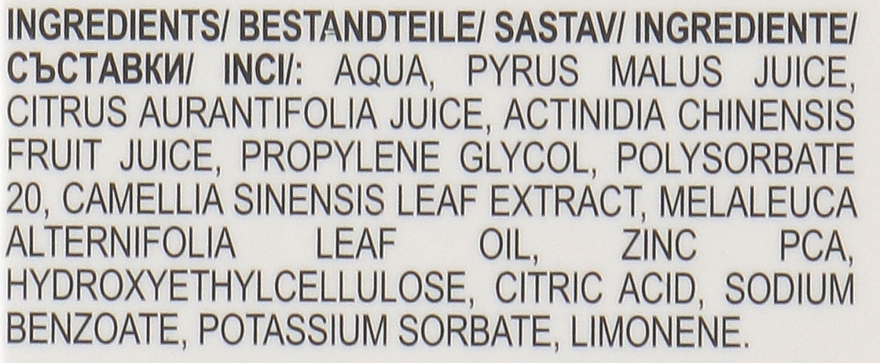 INGREDIENTS/ BESTANDTEILE/ SASTAV/ INGREDIENTE/
СЪСТАВКИ/ INCI/: AQUA, PYRUS MALUS JUICE,
CITRUS AURANTIFOLIA JUICE, ACTINIDIA CHINENSIS
FRUIT JUICE, PROPYLENE GLYCOL, POLYSORBATE
20, CAMELLIA SINENSIS LEAF EXTRACT, MELALEUCA
ALTERNIFOLIA LEAF OIL, ZINC PCA,
HYDROXYETHYLCELLULOSE, CITRIC ACID, SODIUM
BENZOATE, POTASSIUM SORBATE, LIMONENE.